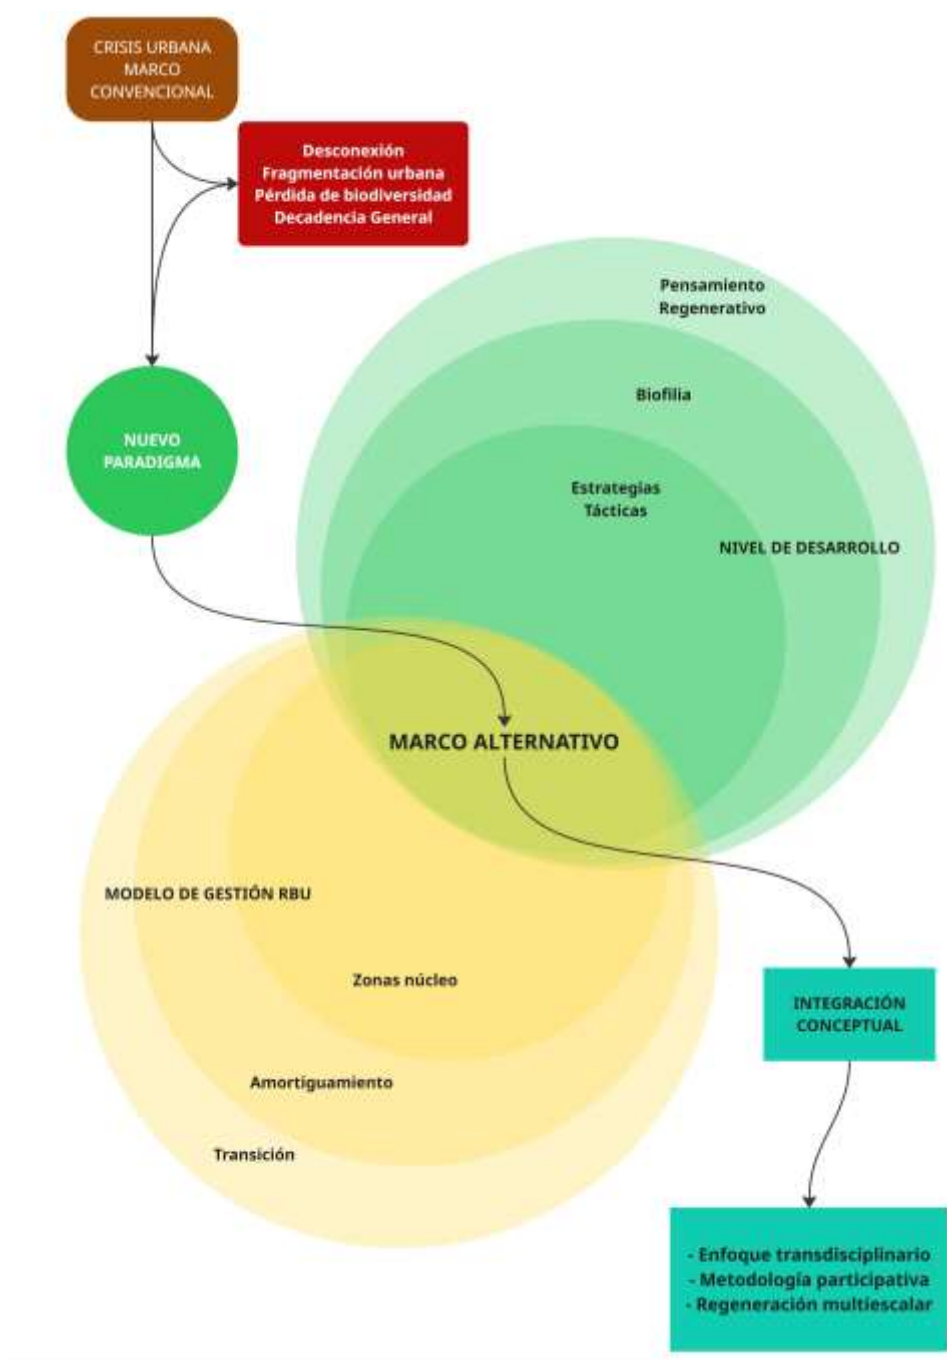 CRISIS URBANA
MARCO
CONVENCIONAL
Desconexión
Fragmentación urbana
Pérdida de biodiversidad
Decadencia General
Pensamiento
Regenerativo
Biofilia
NUEVO
PARADIGMA
Estrategias
Tácticas
NIVEL DE DESARROLLO
MARCO ALTERNATIVO
MODELO DE GESTIÓN RBU
Zonas núcleo
Amortiguamiento
Transición
INTEGRACIÓN
CONCEPTUAL
- Enfoque transdisciplinario
- Metodología participativa
- Regeneración multiescalar